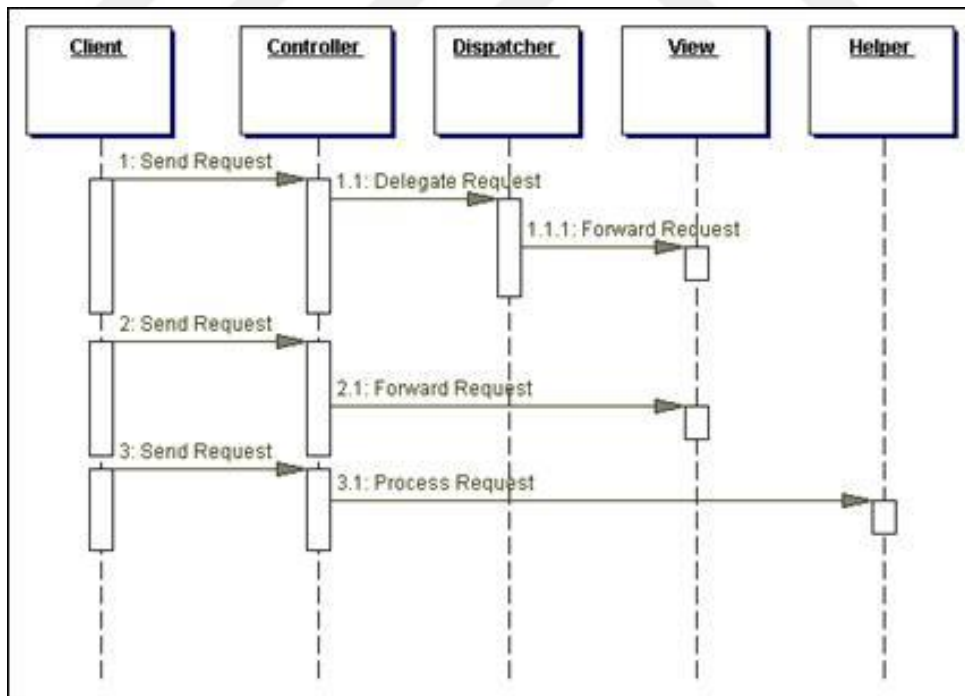 Client
Controller
Dispatcher
View
Helper
1: Send Request
1.1: Delegate Request
1.1.1: Forward Request
2: Send Request
2.1: Forward Request
3: Send Request
3.1: Process Request